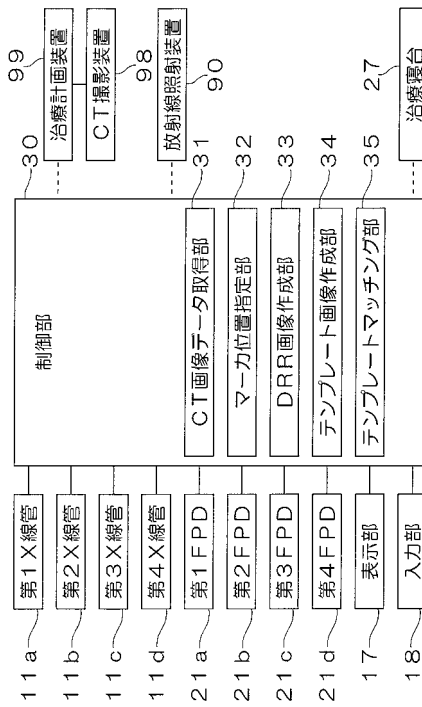 11a 第1X線管
11b 第2X線管
11c 第3X線管
11d 第4X線管
21a 第1FPD
21b 第2FPD
21c 第3FPD
21d 第4FPD
17 表示部
18 入力部
制御部 30
CT画像データ取得部 31
マーカ位置指定部 32
DRR画像作成部 33
テンプレート画像作成部 34
テンプレートマッチング部 35
治療計画装置 99
CT撮影装置 98
放射線照射装置 90
治療寝台 27